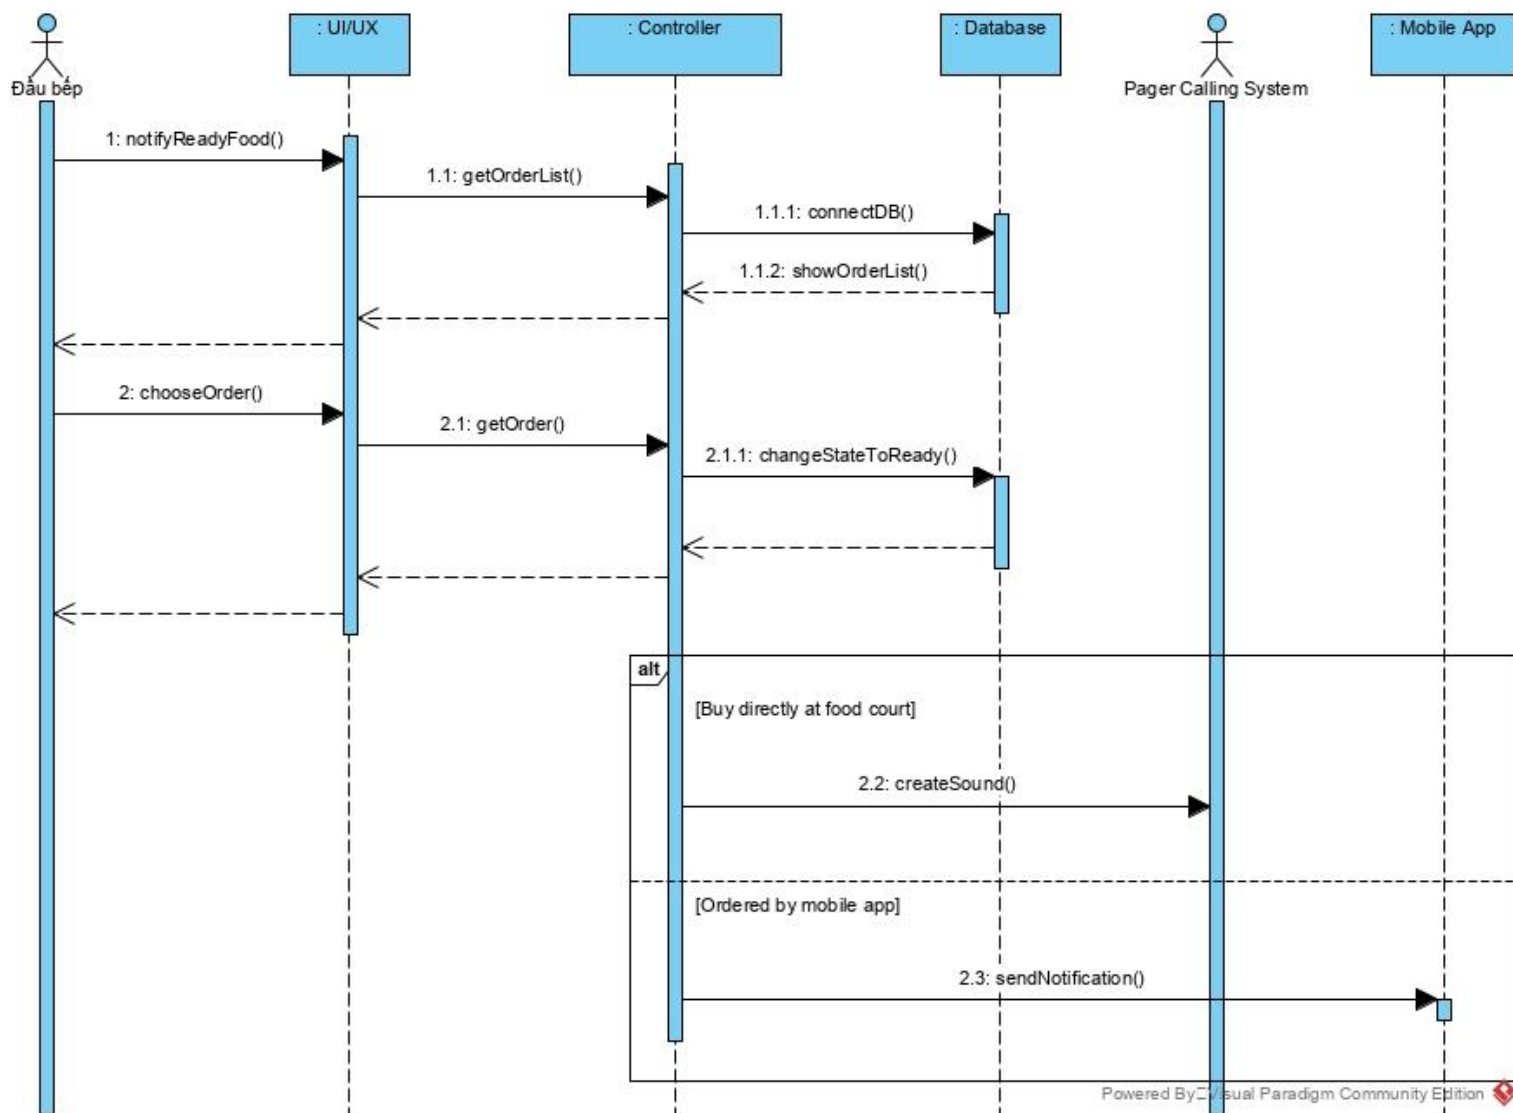 : UI/UX
: Controller
: Database
: Mobile App
Đầu bếp
Pager Calling System
1: notifyReadyFood()
1.1: getOrderList()
1.1.1: connectDB()
1.1.2: showOrderList()
2: chooseOrder()
2.1: getOrder()
2.1.1: changeStateToReady()
alt
[Buy directly at food court]
2.2: createSound()
[Ordered by mobile app]
2.3: sendNotification()
Powered By Visual Paradigm Community Edition